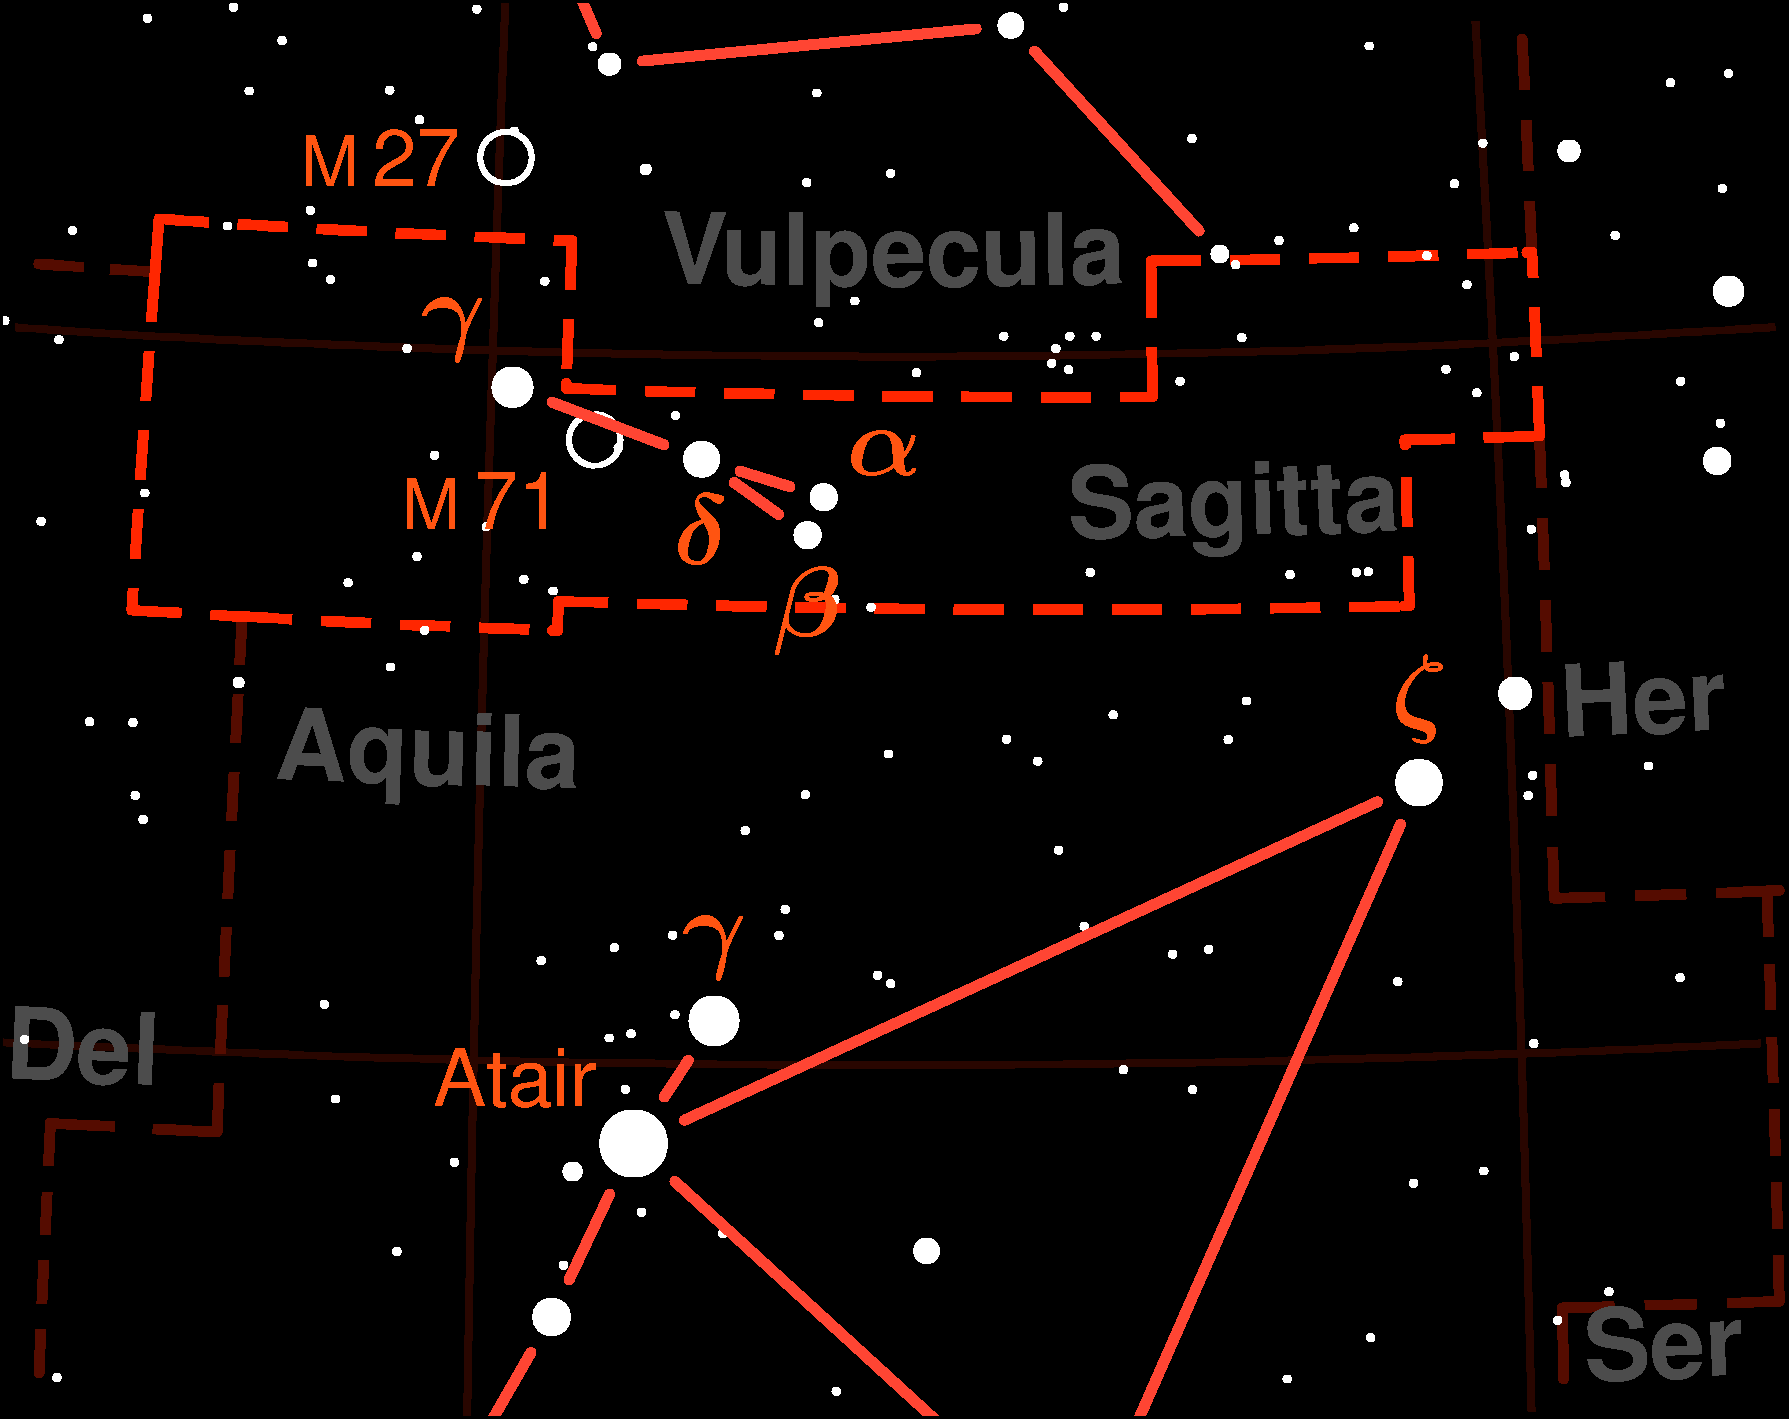 M 27
Vulpecula
γ
α
M 71
δ
Sagitta
β
ζ
Her
Aquila
γ
Del
Atair
Ser